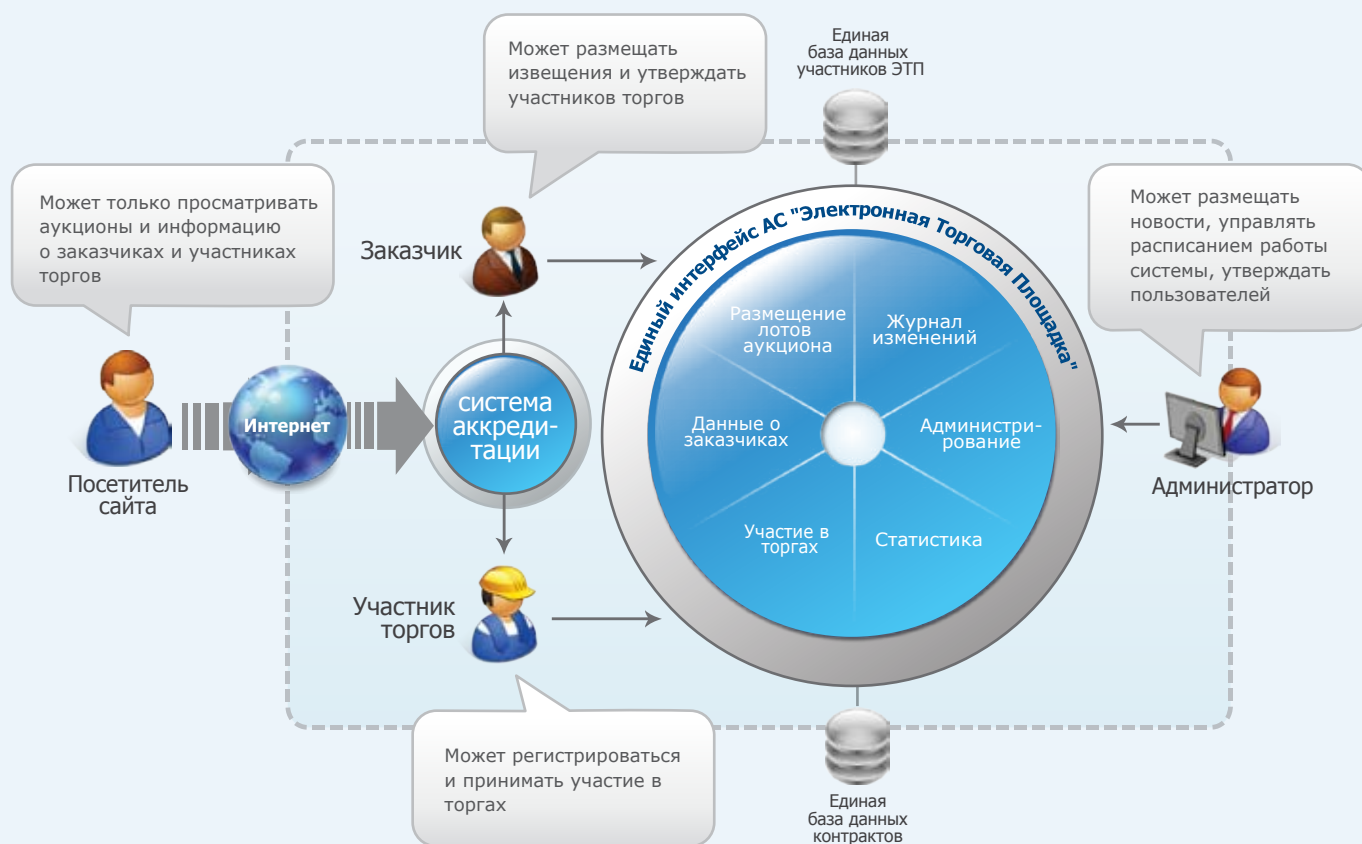 Может размещать
извещения и утверждать
участников торгов
Единая
база данных
участников ЭТП
Может только просматривать
аукционы и информацию
о заказчиках и участниках
торгов
Может размещать
новости, управлять
расписанием работы
системы, утверждать
пользователей
Заказчик
Единый интерфейс АС "Электронная Торговая Площадка"
Размещение
лотов
аукциона
Журнал
изменений
Данные о
заказчиках
Администри-
рование
Участие в
торгах
Статистика
Интернет
система
аккреди-
тации
Посетитель
сайта
Администратор
Участник
торгов
Может регистрироваться
и принимать участие в
торгах
Единая
база данных
контрактов